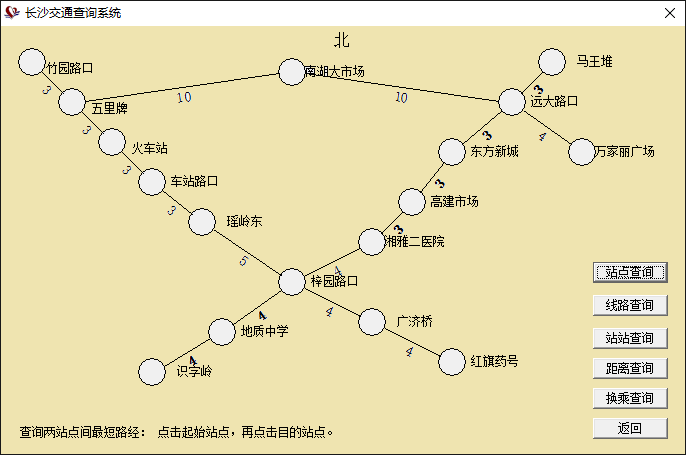 长沙交通查询系统
北
竹园路口
南湖大市场
马王堆
3
10
10
3
五里牌
远大路口
3
3
4
火车站
东方新城
万家丽广场
3
3
车站路口
高建市场
3
3
瑶岭东
湘雅二医院
5
4
站点查询
梓园路口
线路查询
4
4
广济桥
地质中学
站站查询
4
4
识字岭
红旗药号
距离查询
换乘查询
查询两站点间最短路经： 点击起始站点，再点击目的站点。
返回